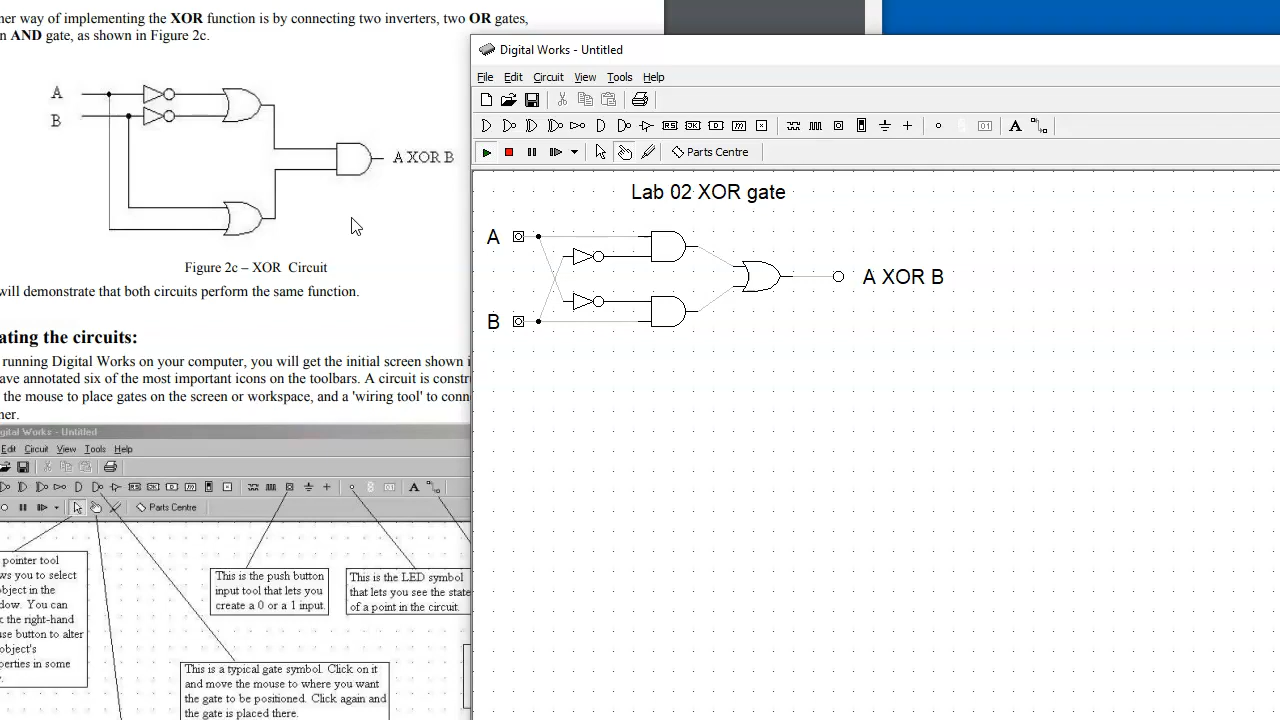 her way of implementing the XOR function is by connecting two inverters, two OR gates,
n AND gate, as shown in Figure 2c.
A
B
A XOR B
Figure 2c – XOR Circuit
will demonstrate that both circuits perform the same function.
ating the circuits:
running Digital Works on your computer, you will get the initial screen shown i
ave annotated six of the most important icons on the toolbars. A circuit is constr
the mouse to place gates on the screen or workspace, and a 'wiring tool' to conn
her.
gital Works - Untitled
Edit Circuit View Tools Help
Parts Centre
pointer tool
ws you to select
object in the
dow. You can
k the right-hand
use button to alter
object's
perties in some
.
This is the push button
input tool that lets you
create a 0 or a 1 input.
This is the LED symbol
that lets you see the state
of a point in the circuit.
This is a typical gate symbol. Click on it
and move the mouse to where you want
the gate to be positioned. Click again and
the gate is placed there.
Digital Works - Untitled
File Edit Circuit View Tools Help
A
Parts Centre
Lab 02 XOR gate
A
B
A XOR B